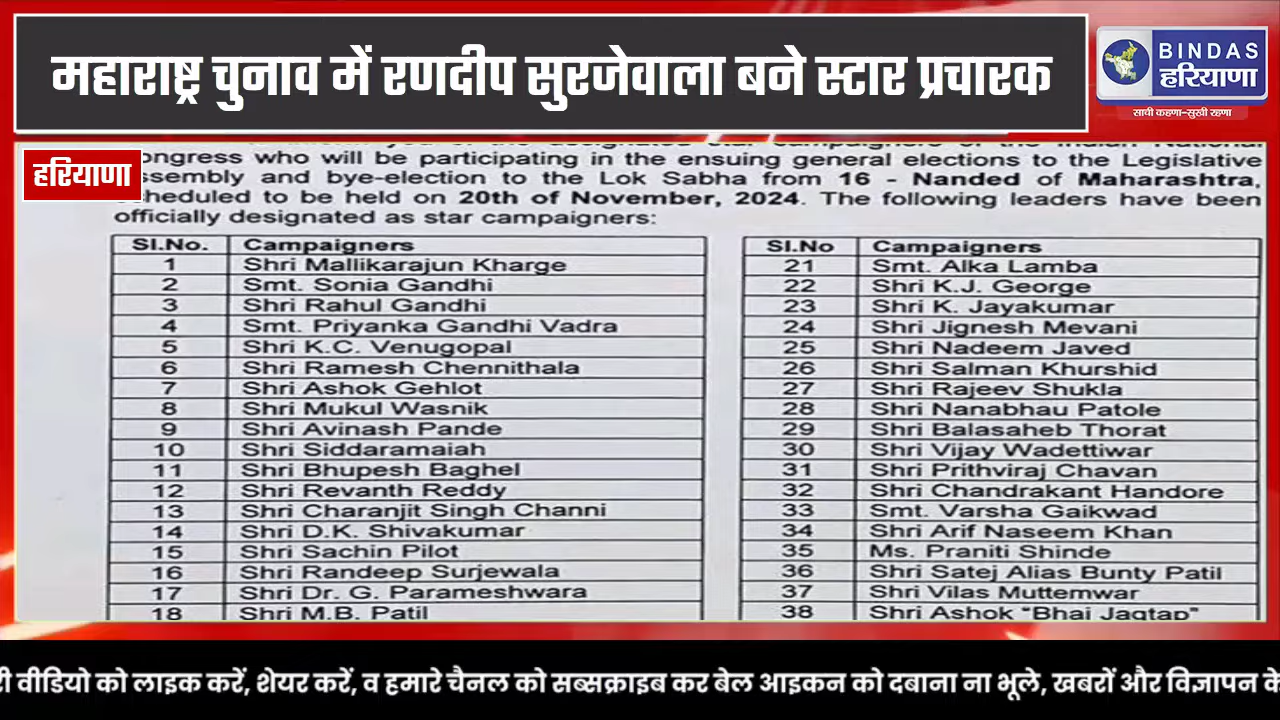 महाराष्ट्र चुनाव में रणदीप सुरजेवाला बने स्टार प्रचारक
BINDAS
हरियाणा
साची कहणा-सुखी रहणा
हरियाणा
Congress who will be participating in the ensuing general elections to the Legislative
Assembly and bye-election to the Lok Sabha from 16 - Nanded of Maharashtra,
scheduled to be held on 20th of November, 2024. The following leaders have been
officially designated as star campaigners:
Sl.No. Campaigners
1 Shri Mallikarajun Kharge
2 Smt. Sonia Gandhi
3 Shri Rahul Gandhi
4 Smt. Priyanka Gandhi Vadra
5 Shri K.C. Venugopal
6 Shri Ramesh Chennithala
7 Shri Ashok Gehlot
8 Shri Mukul Wasnik
9 Shri Avinash Pande
10 Shri Siddaramaiah
11 Shri Bhupesh Baghel
12 Shri Revanth Reddy
13 Shri Charanjit Singh Channi
14 Shri D.K. Shivakumar
15 Shri Sachin Pilot
16 Shri Randeep Surjewala
17 Shri Dr. G. Parameshwara
18 Shri M.B. Patil
Sl.No Campaigners
21 Smt. Alka Lamba
22 Shri K.J. George
23 Shri K. Jayakumar
24 Shri Jignesh Mevani
25 Shri Nadeem Javed
26 Shri Salman Khurshid
27 Shri Rajeev Shukla
28 Shri Nanabhau Patole
29 Shri Balasaheb Thorat
30 Shri Vijay Wadettiwar
31 Shri Prithviraj Chavan
32 Shri Chandrakant Handore
33 Smt. Varsha Gaikwad
34 Shri Arif Naseem Khan
35 Ms. Praniti Shinde
36 Shri Satej Alias Bunty Patil
37 Shri Vilas Muttemwar
38 Shri Ashok "Bhai Jagtap"
वीडियो को लाइक करें, शेयर करें, व हमारे चैनल को सब्सक्राइब कर बेल आइकन को दबाना ना भूले, खबरों और विज्ञापन के